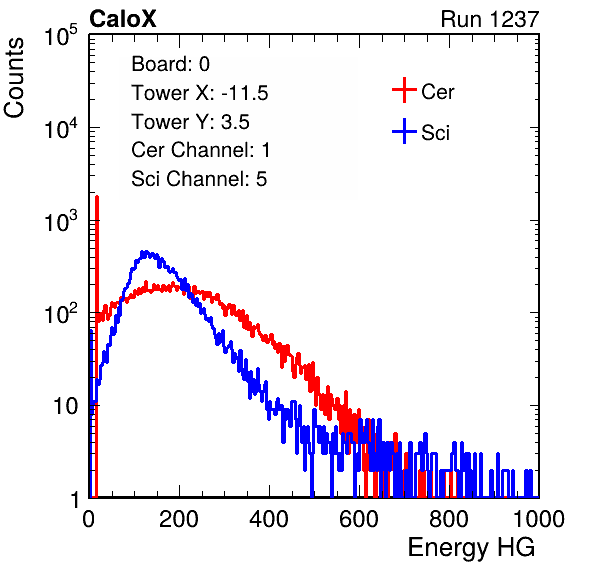 CaloX Run 1237
Counts
Board: 0
Tower X: -11.5
Tower Y: 3.5
Cer Channel: 1
Sci Channel: 5
Cer
Sci
10^5
10^4
10^3
10^2
10
1
0 200 400 600 800 1000
Energy HG